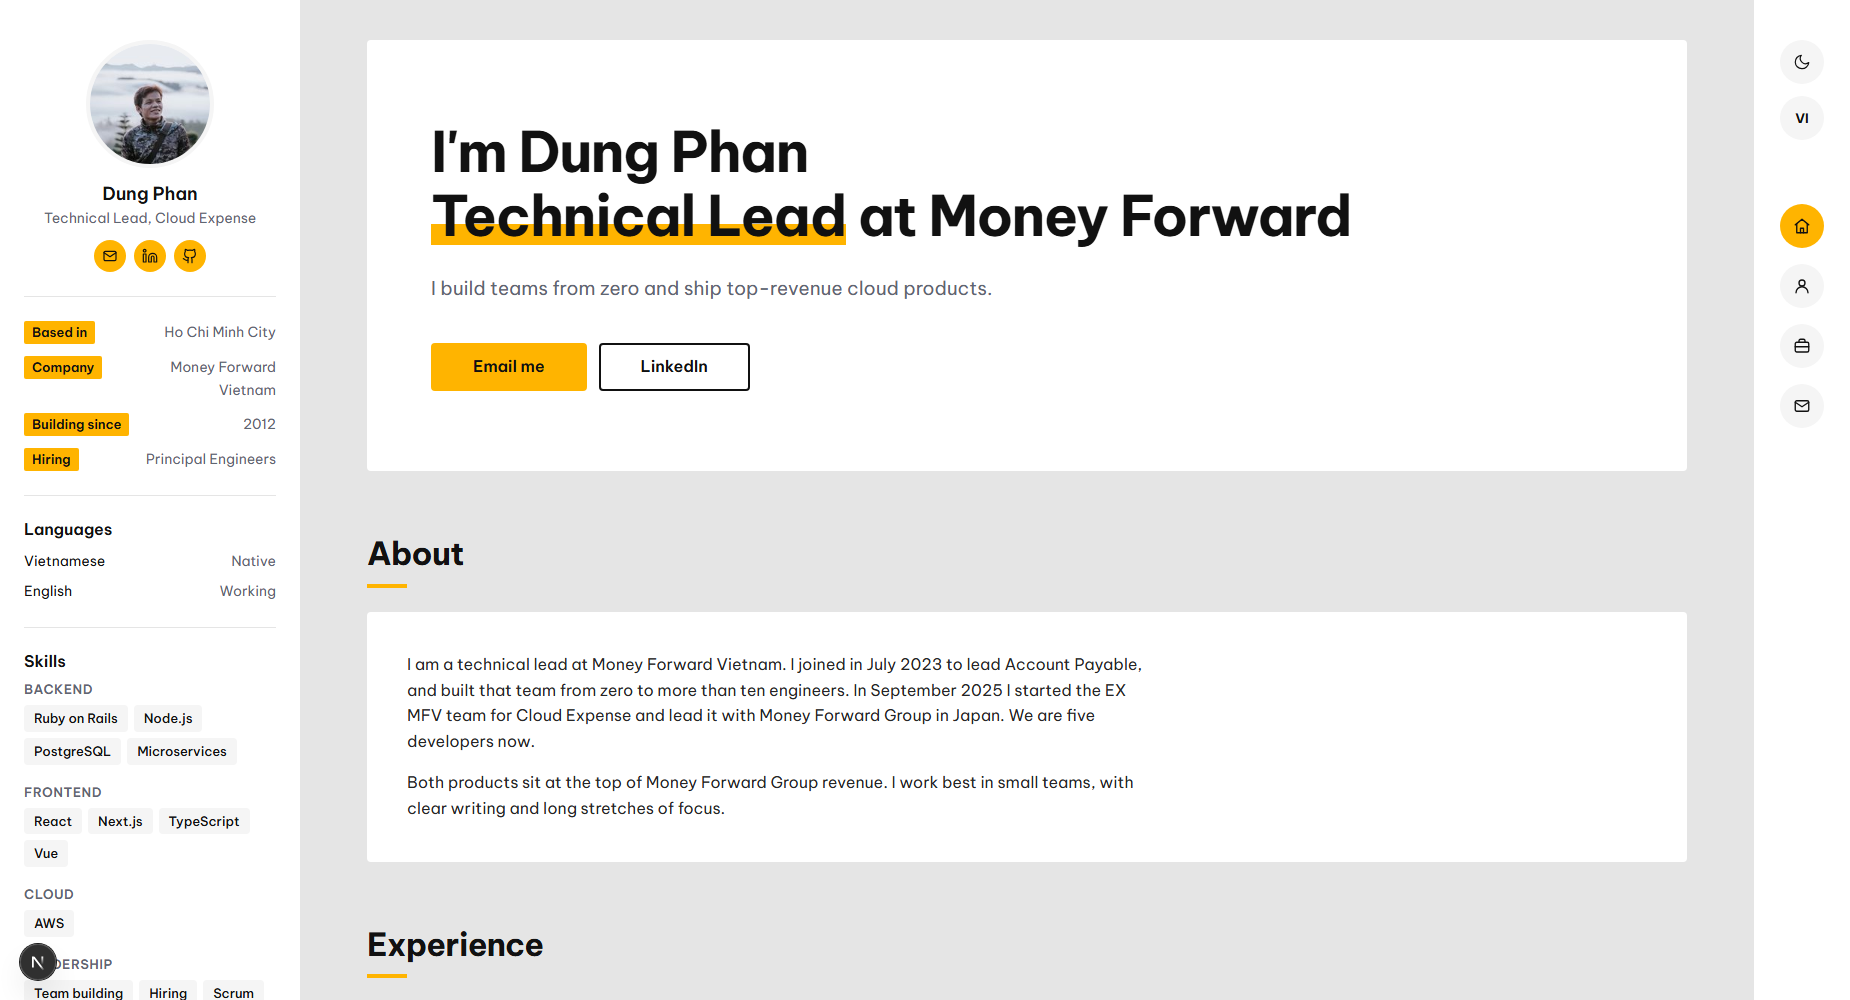 Dung Phan
Technical Lead, Cloud Expense
Based in Ho Chi Minh City
Company Money Forward
Vietnam
Building since 2012
Hiring Principal Engineers
Languages
Vietnamese Native
English Working
Skills
BACKEND
Ruby on Rails Node.js
PostgreSQL Microservices
FRONTEND
React Next.js TypeScript
Vue
CLOUD
AWS
N DERSHIP
Team building Hiring Scrum
I'm Dung Phan
Technical Lead at Money Forward
I build teams from zero and ship top-revenue cloud products.
Email me LinkedIn
About
I am a technical lead at Money Forward Vietnam. I joined in July 2023 to lead Account Payable,
and built that team from zero to more than ten engineers. In September 2025 I started the EX
MFV team for Cloud Expense and lead it with Money Forward Group in Japan. We are five
developers now.
Both products sit at the top of Money Forward Group revenue. I work best in small teams, with
clear writing and long stretches of focus.
Experience
VI